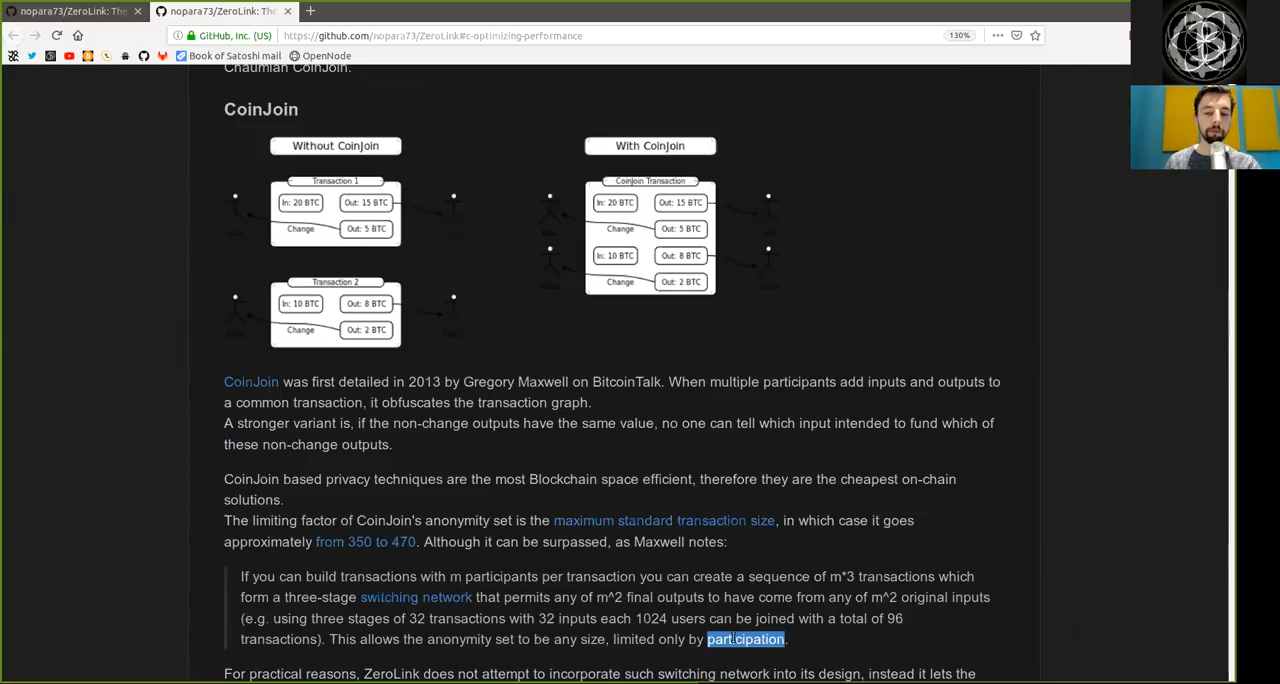 nopara73/ZeroLink: The
nopara73/ZeroLink: The
GitHub, Inc. (US)
https://github.com/nopara73/ZeroLink#c-optimizing-performance
130%
Book of Satoshi mail
OpenNode
Chaumian CoinJoin.
CoinJoin
Without CoinJoin
With CoinJoin
Transaction 1
In: 20 BTC
Out: 15 BTC
Change
Out: 5 BTC
Transaction 2
In: 10 BTC
Out: 8 BTC
Change
Out: 2 BTC
CoinJoin Transaction
In: 20 BTC
Out: 15 BTC
Change
Out: 5 BTC
In: 10 BTC
Out: 8 BTC
Change
Out: 2 BTC
CoinJoin was first detailed in 2013 by Gregory Maxwell on BitcoinTalk. When multiple participants add inputs and outputs to
a common transaction, it obfuscates the transaction graph.
A stronger variant is, if the non-change outputs have the same value, no one can tell which input intended to fund which of
these non-change outputs.
CoinJoin based privacy techniques are the most Blockchain space efficient, therefore they are the cheapest on-chain
solutions.
The limiting factor of CoinJoin's anonymity set is the maximum standard transaction size, in which case it goes
approximately from 350 to 470. Although it can be surpassed, as Maxwell notes:
If you can build transactions with m participants per transaction you can create a sequence of m*3 transactions which
form a three-stage switching network that permits any of m^2 final outputs to have come from any of m^2 original inputs
(e.g. using three stages of 32 transactions with 32 inputs each 1024 users can be joined with a total of 96
transactions). This allows the anonymity set to be any size, limited only by participation.
For practical reasons, ZeroLink does not attempt to incorporate such switching network into its design, instead it lets the